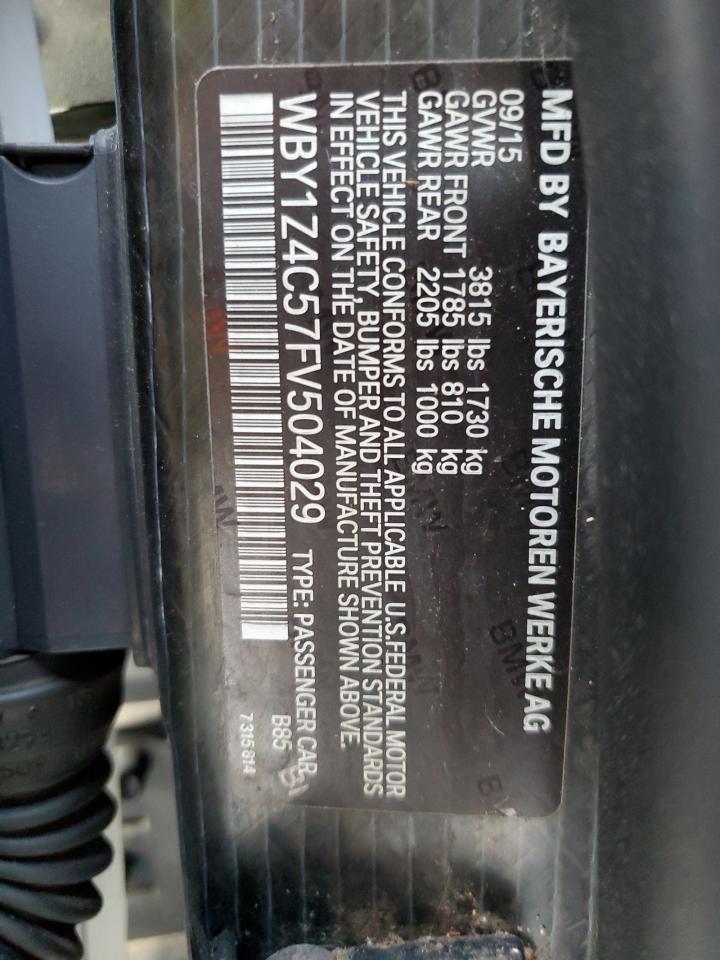 MFD BY BAYERISCHE MOTOREN WERKE AG
09/15
GVWR 3815 lbs 1730 kg
GAWR FRONT 1785 lbs 810 kg
GAWR REAR 2205 lbs 1000 kg
THIS VEHICLE CONFORMS TO ALL APPLICABLE U.S.FEDERAL MOTOR
VEHICLE SAFETY, BUMPER AND THEFT PREVENTION STANDARDS
IN EFFECT ON THE DATE OF MANUFACTURE SHOWN ABOVE.
WBY1Z4C57FV504029 TYPE: PASSENGER CAR
B85
7315814